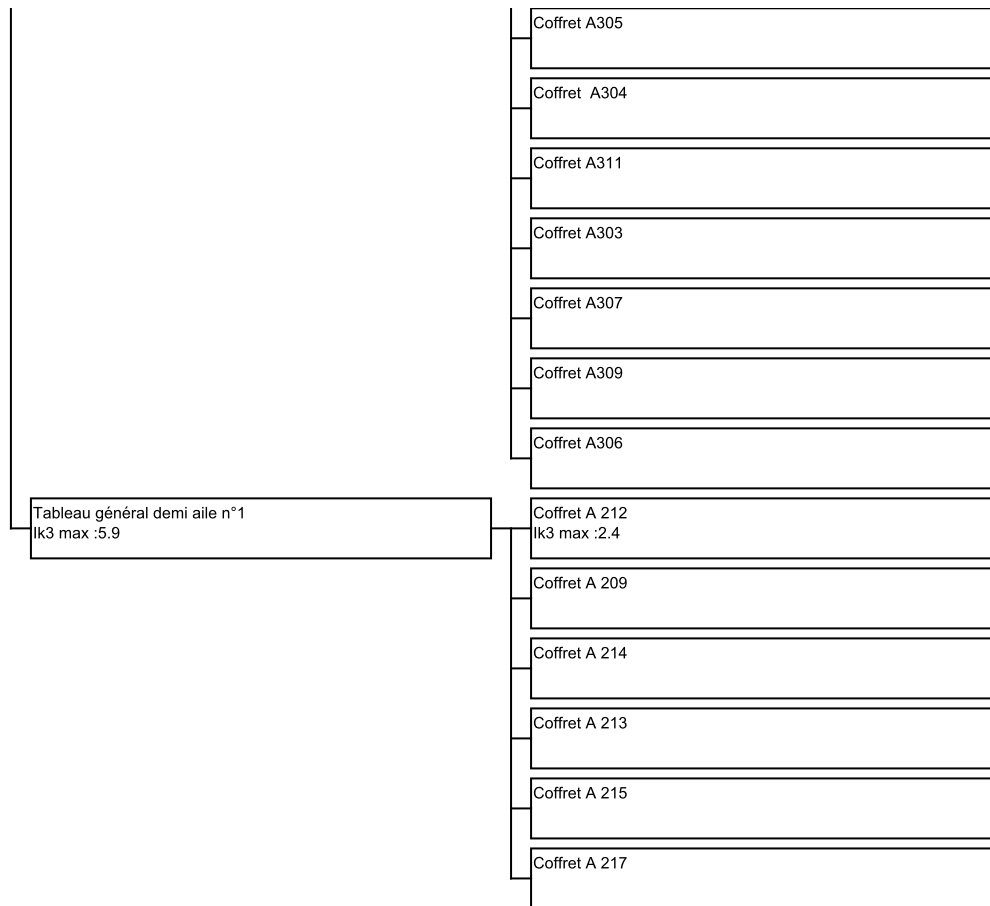 Coffret A305
Coffret  A304
Coffret A311
Coffret A303
Coffret A307
Coffret A309
Coffret A306
Tableau général demi aile n°1
Ik3 max :5.9
Coffret A 212
Ik3 max :2.4
Coffret A 209
Coffret A 214
Coffret A 213
Coffret A 215
Coffret A 217